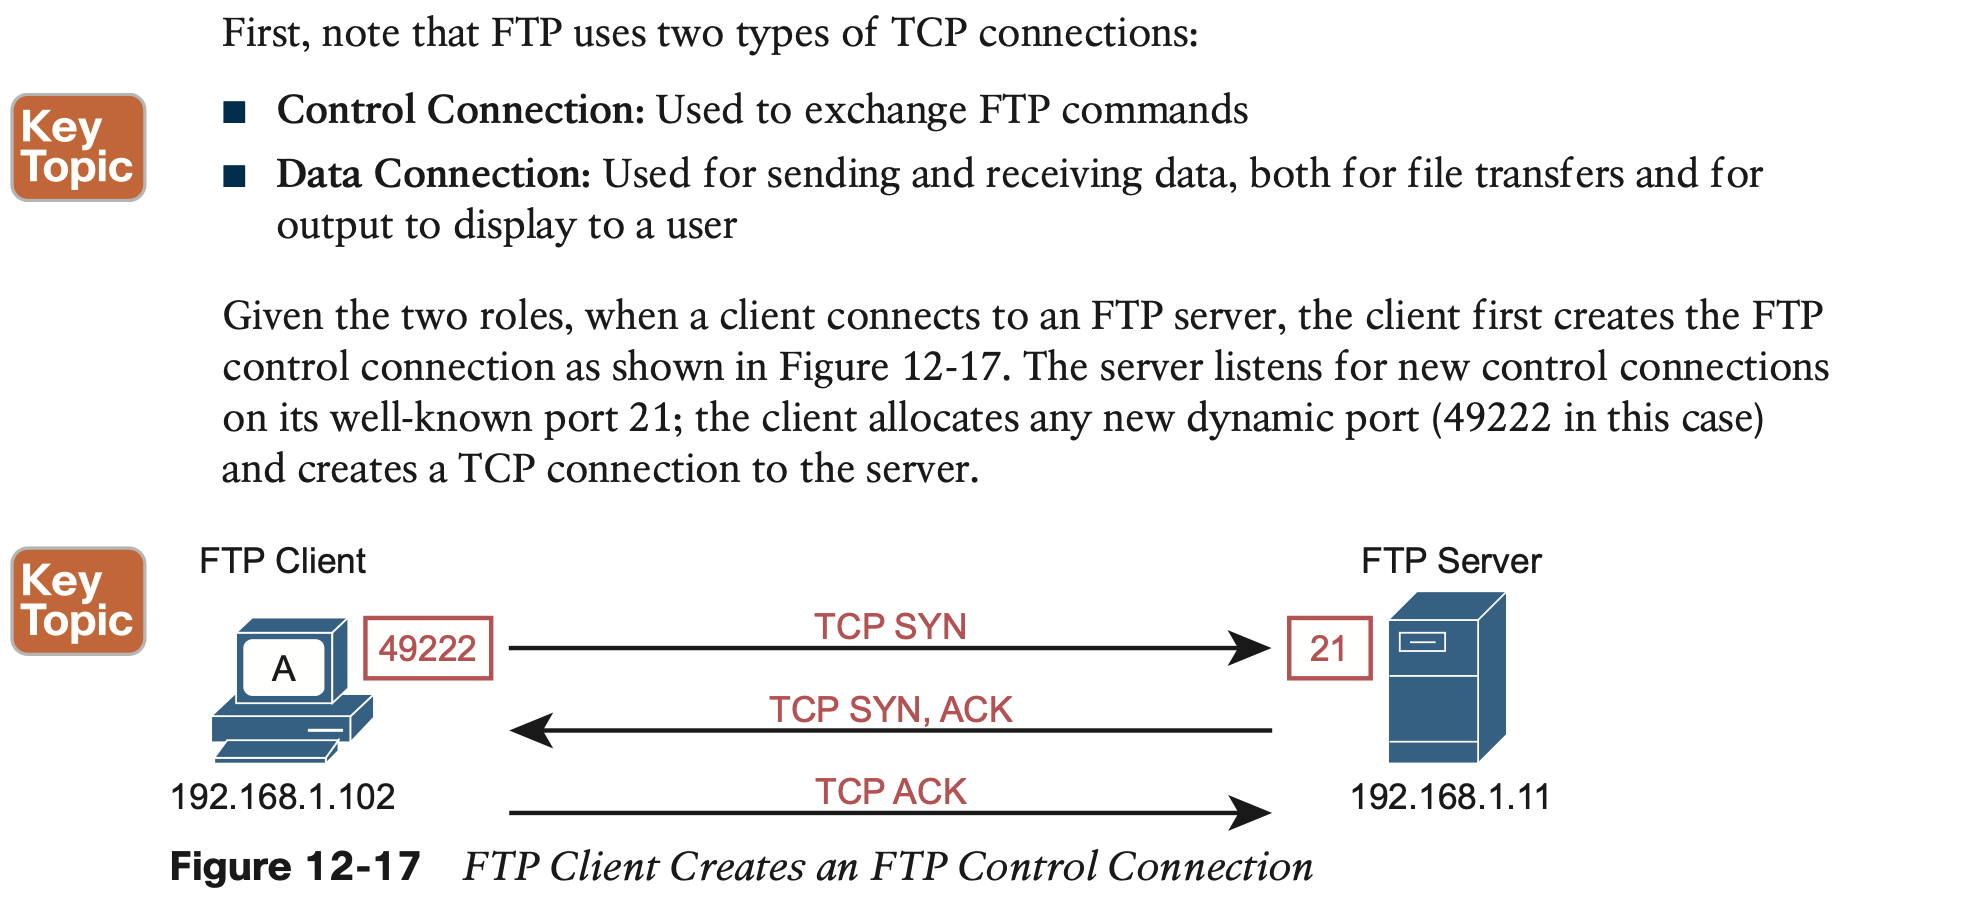 First, note that FTP uses two types of TCP connections:
Key
Topic
■ Control Connection: Used to exchange FTP commands
■ Data Connection: Used for sending and receiving data, both for file transfers and for
output to display to a user
Given the two roles, when a client connects to an FTP server, the client first creates the FTP
control connection as shown in Figure 12-17. The server listens for new control connections
on its well-known port 21; the client allocates any new dynamic port (49222 in this case)
and creates a TCP connection to the server.
Key
Topic
FTP Client
FTP Server
A
49222
TCP SYN
21
TCP SYN, ACK
TCP ACK
192.168.1.102
192.168.1.11
Figure 12-17 FTP Client Creates an FTP Control Connection